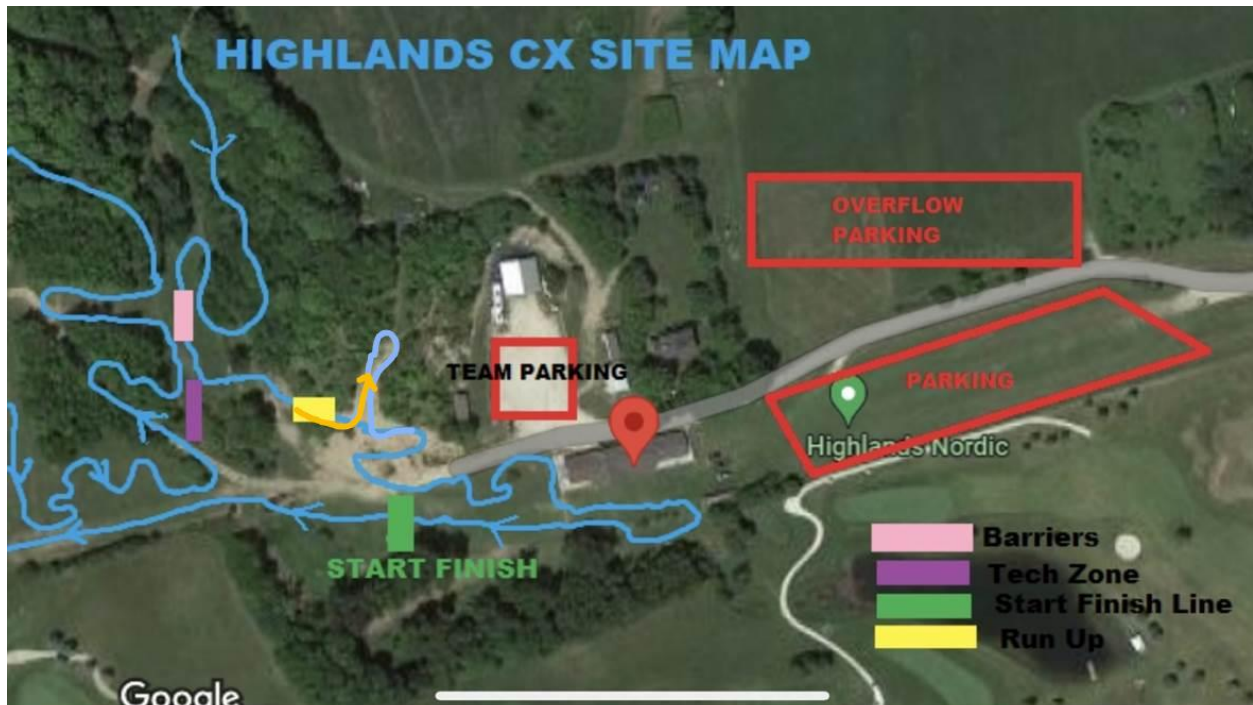 HIGHLANDS CX SITE MAP
OVERFLOW
PARKING
TEAM PARKING
PARKING
Highlands Nordic
START FINISH
Barriers
Tech Zone
Start Finish Line
Run Up
Google